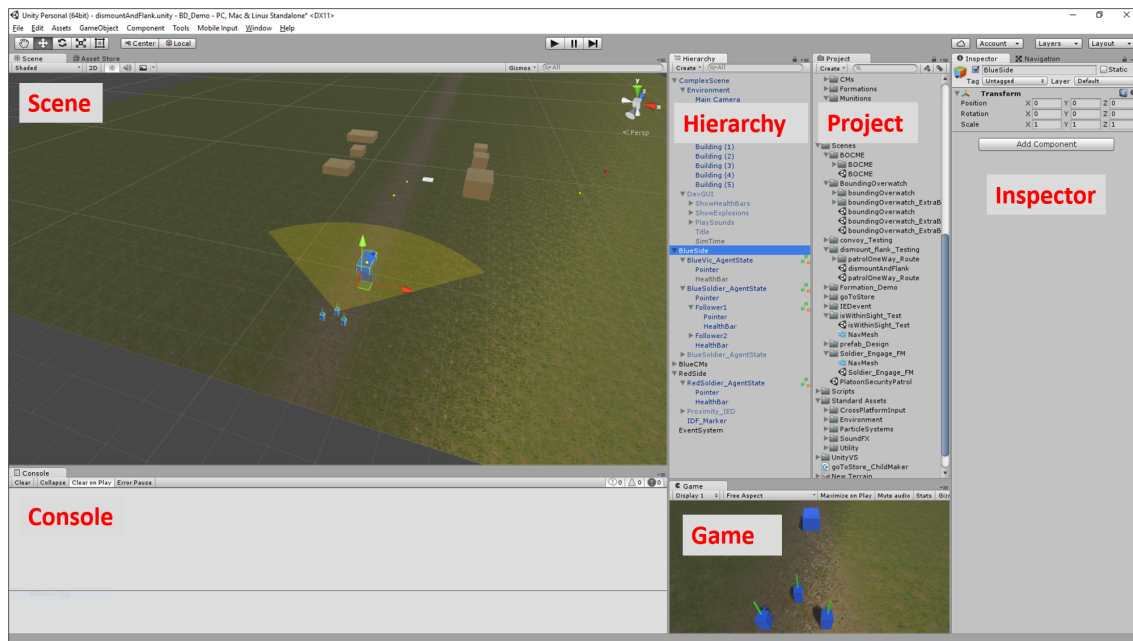 Unity Personal (64bit) - dismountAndFlank.unity - BD_Demo - PC, Mac & Linux Standalone* <DX11>
File Edit Assets GameObject Component Tools Mobile Input Window Help
Center Local
Account Layers Layout
Scene Asset Store
Shaded 2D Gizmos All
Scene
y
x
Persp
Hierarchy
Create All
ComplexScene
Environment
Main Camera
Hierarchy
Building (1)
Building (2)
Building (3)
Building (4)
Building (5)
DevGUI
ShowHealthBars
ShowExplosions
PlaySounds
Title
SimTime
BlueSide
BlueVic_AgentState
Pointer
HealthBar
BlueSoldier_AgentState
Pointer
Follower1
Pointer
HealthBar
Follower2
HealthBar
BlueSoldier_AgentState
BlueCMs
RedSide
RedSoldier_AgentState
Pointer
HealthBar
Proximity_IED
IDF_Marker
EventSystem
Project
Create
CMs
Formations
Munitions
Project
Scenes
BOCME
BOCME
BOCME
BoundingOverwatch
boundingOverwatch
boundingOverwatch_ExtraB
boundingOverwatch
boundingOverwatch_ExtraB
boundingOverwatch_ExtraB
convoy_Testing
dismount_flank_Testing
patrolOneWay_Route
dismountAndFlank
patrolOneWay_Route
Formation_Demo
goToStore
IEDevent
isWithinSight_Test
isWithinSight_Test
NavMesh
prefab_Design
Soldier_Engage_FM
NavMesh
Soldier_Engage_FM
PlatoonSecurityPatrol
Scripts
Standard Assets
CrossPlatformInput
Environment
ParticleSystems
SoundFX
Utility
UnityVS
goToStore_ChildMaker
New Terrain
Inspector Navigation
BlueSide Static
Tag Untagged Layer Default
Transform
Position X 0 Y 0 Z 0
Rotation X 0 Y 0 Z 0
Scale X 1 Y 1 Z 1
Add Component
Inspector
Console
Clear Collapse Clear on Play Error Pause 0 0 0
Console
Game
Display 1 Free Aspect Maximize on Play Mute audio Stats Giz
Game